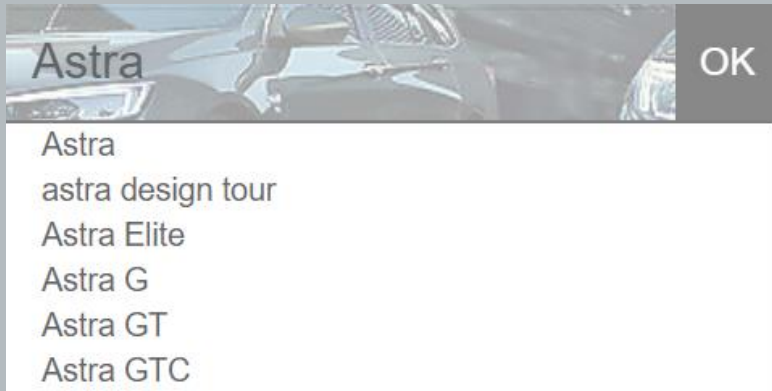 Astra
OK
Astra
astra design tour
Astra Elite
Astra G
Astra GT
Astra GTC